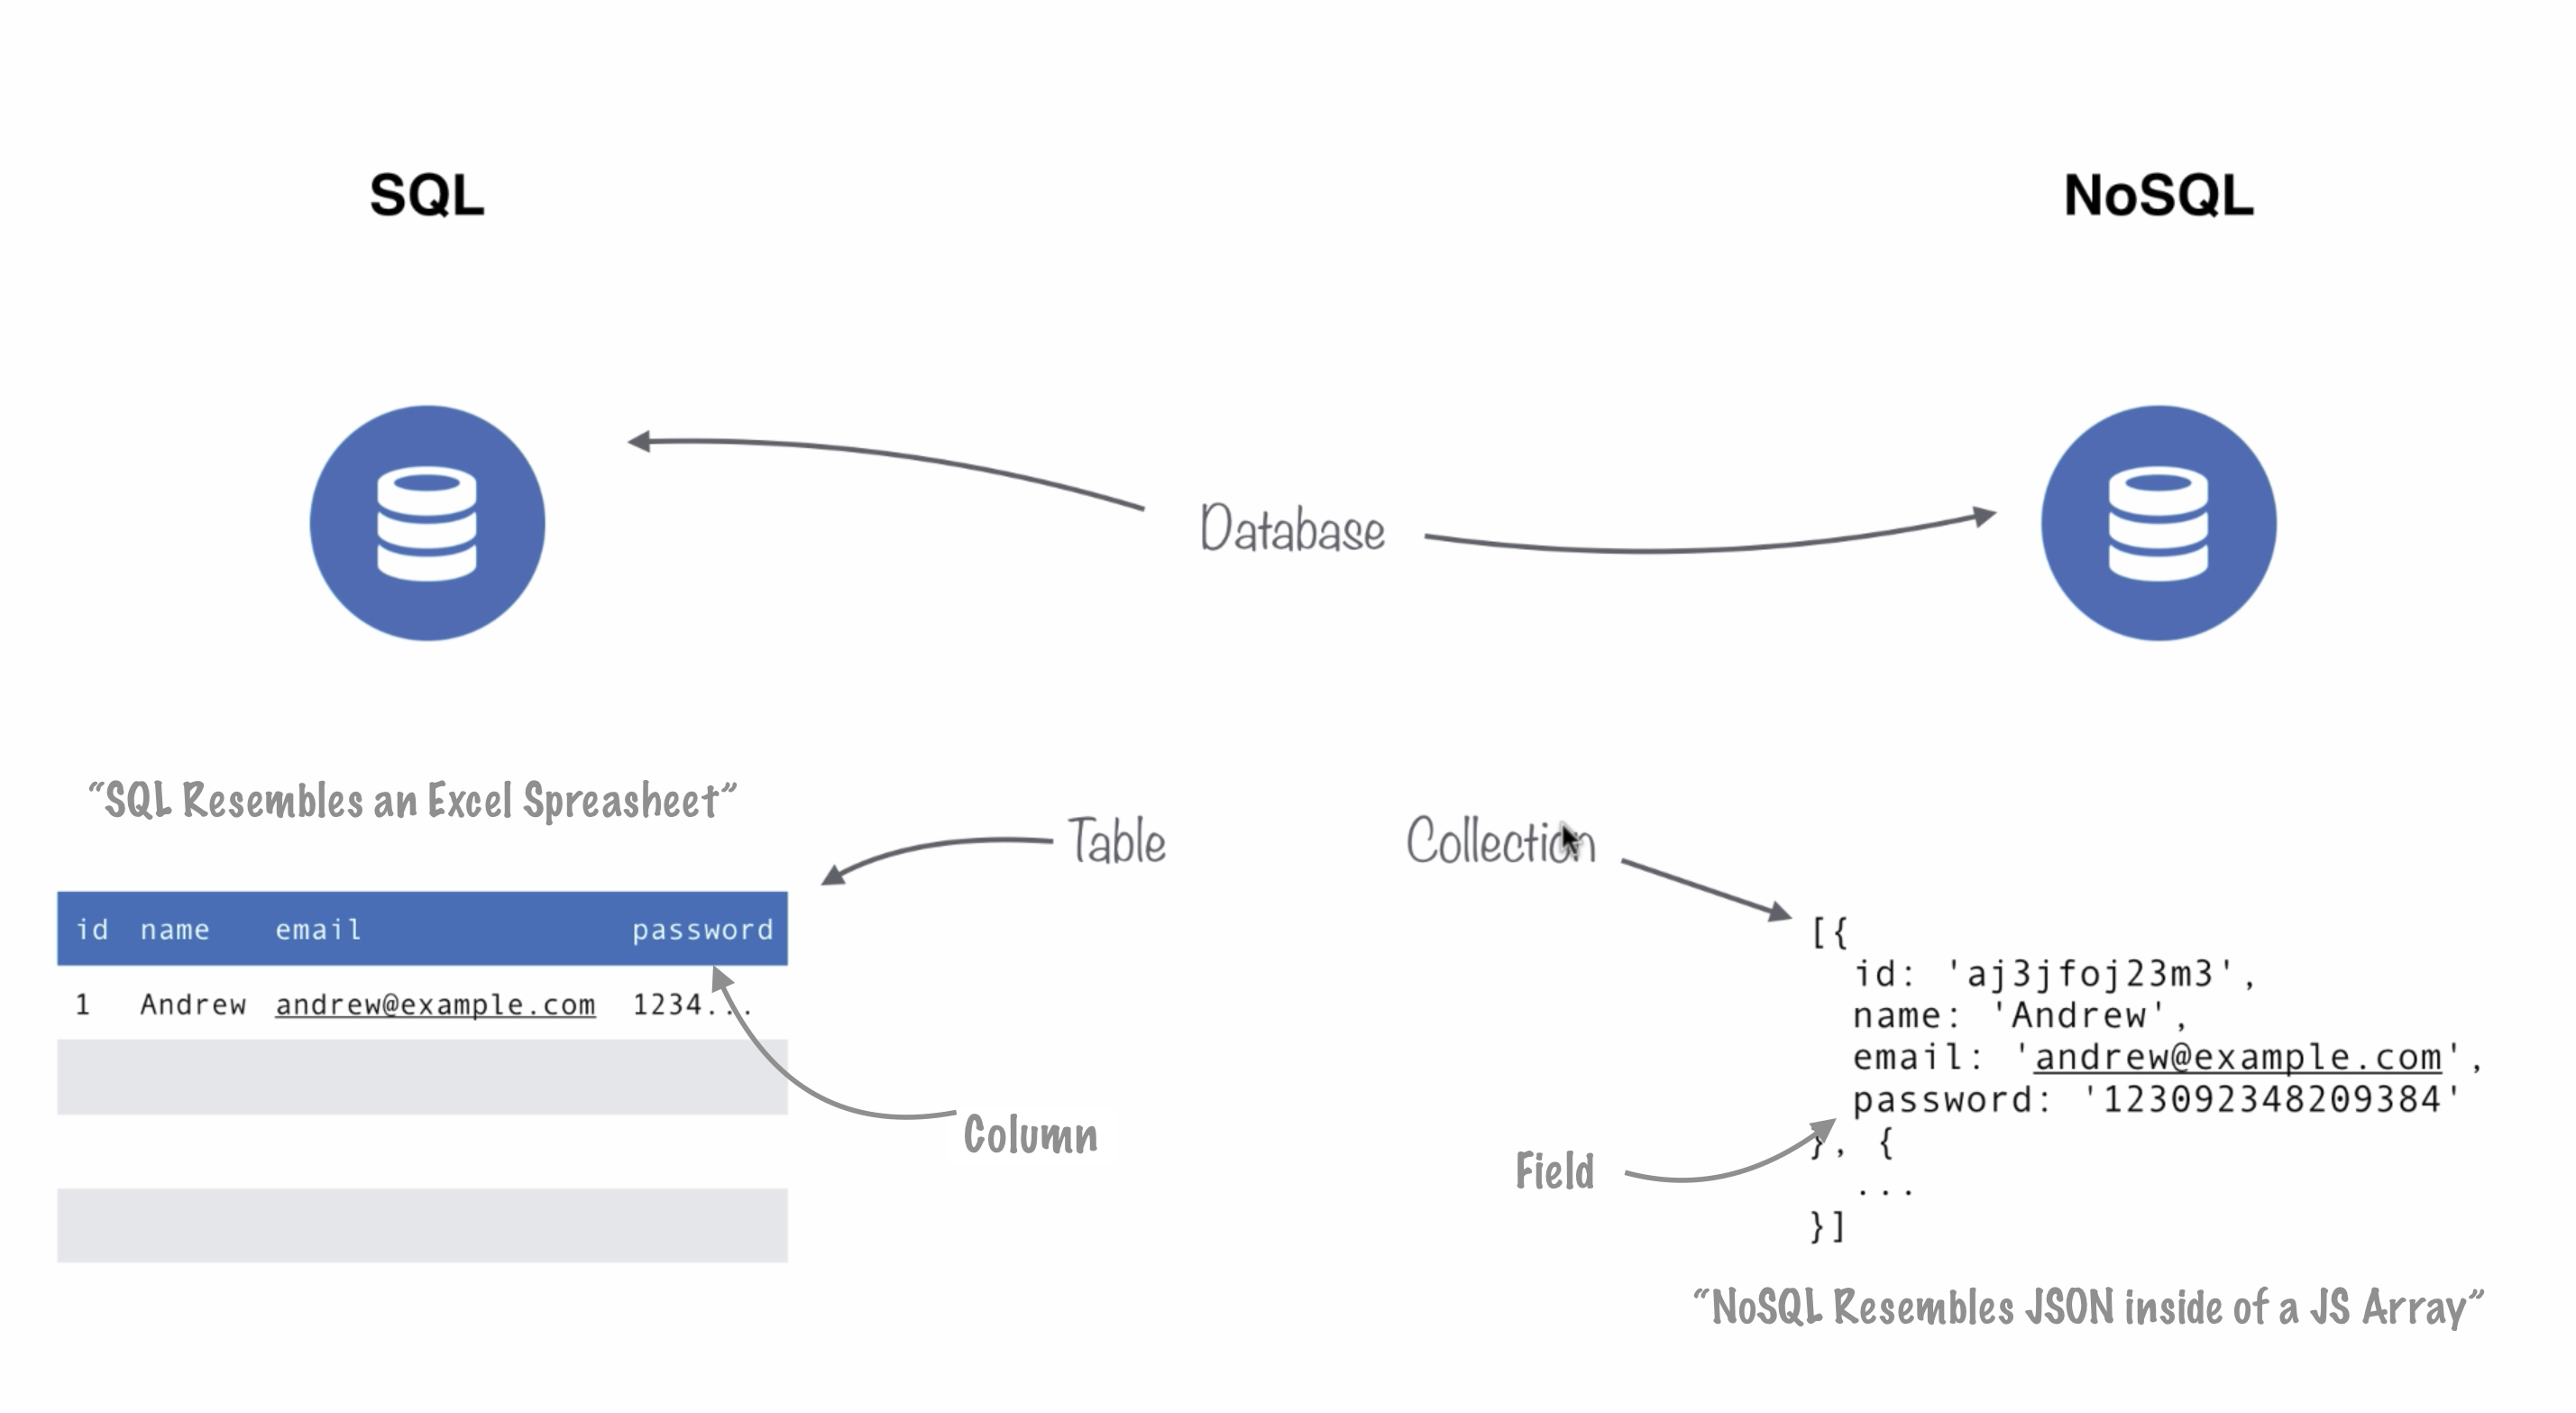 SQL
NoSQL
Database
“SQL Resembles an Excel Spreasheet”
Table
Collection
id name email password
1 Andrew andrew@example.com 1234...
Column
[{
id: 'aj3jfoj23m3',
name: 'Andrew',
email: 'andrew@example.com',
password: '123092348209384'
}, {
...
}]
Field
“NoSQL Resembles JSON inside of a JS Array”